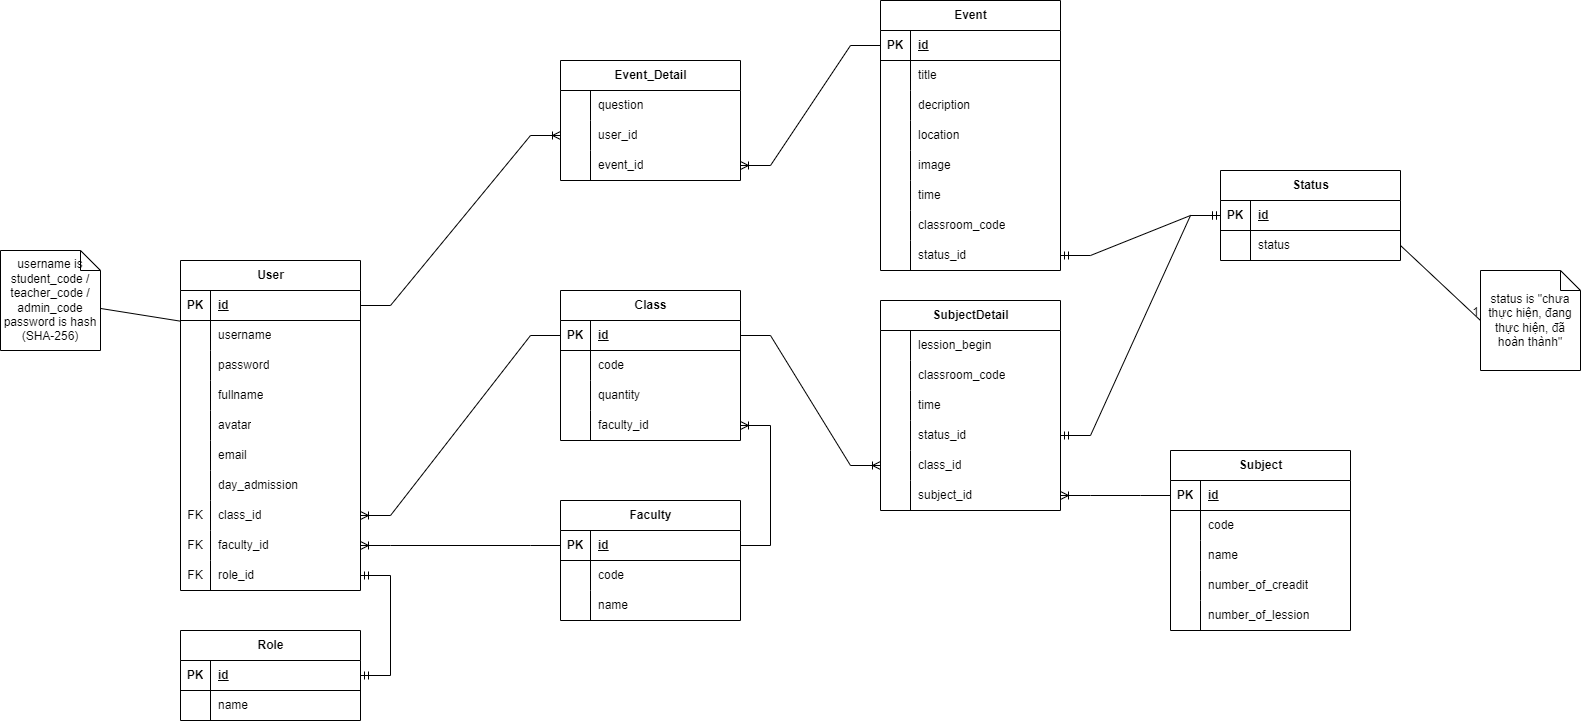 Event
PK id
title
decription
location
image
time
classroom_code
status_id
Event_Detail
question
user_id
event_id
Status
PK id
status
username is
student_code /
teacher_code /
admin_code
password is hash
(SHA-256)
User
PK id
username
password
fullname
avatar
email
day_admission
FK class_id
FK faculty_id
FK role_id
Class
PK id
code
quantity
faculty_id
SubjectDetail
lession_begin
classroom_code
time
status_id
class_id
subject_id
1
status is "chưa
thực hiện, đang
thực hiện, đã
hoàn thành"
Subject
PK id
code
name
number_of_creadit
number_of_lession
Faculty
PK id
code
name
Role
PK id
name